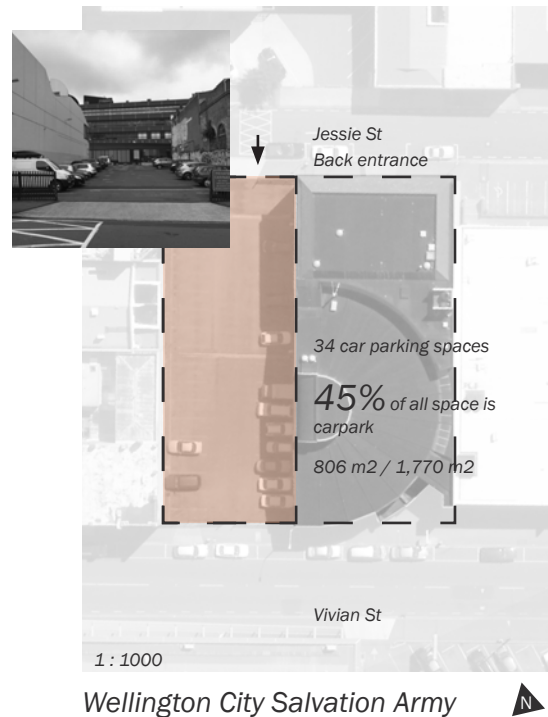 Jessie St
Back entrance
34 car parking spaces
45% of all space is
carpark
806 m2 / 1,770 m2
Vivian St
1 : 1000
Wellington City Salvation Army
N